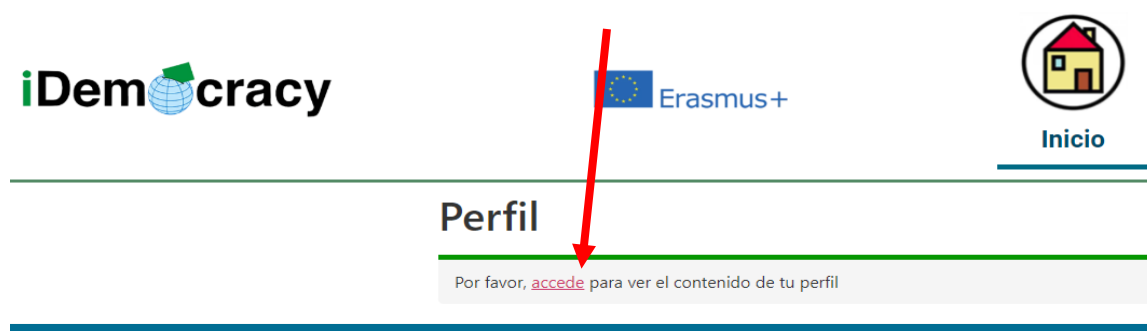 iDemocracy
Erasmus+
Inicio
Perfil
Por favor, accede para ver el contenido de tu perfil